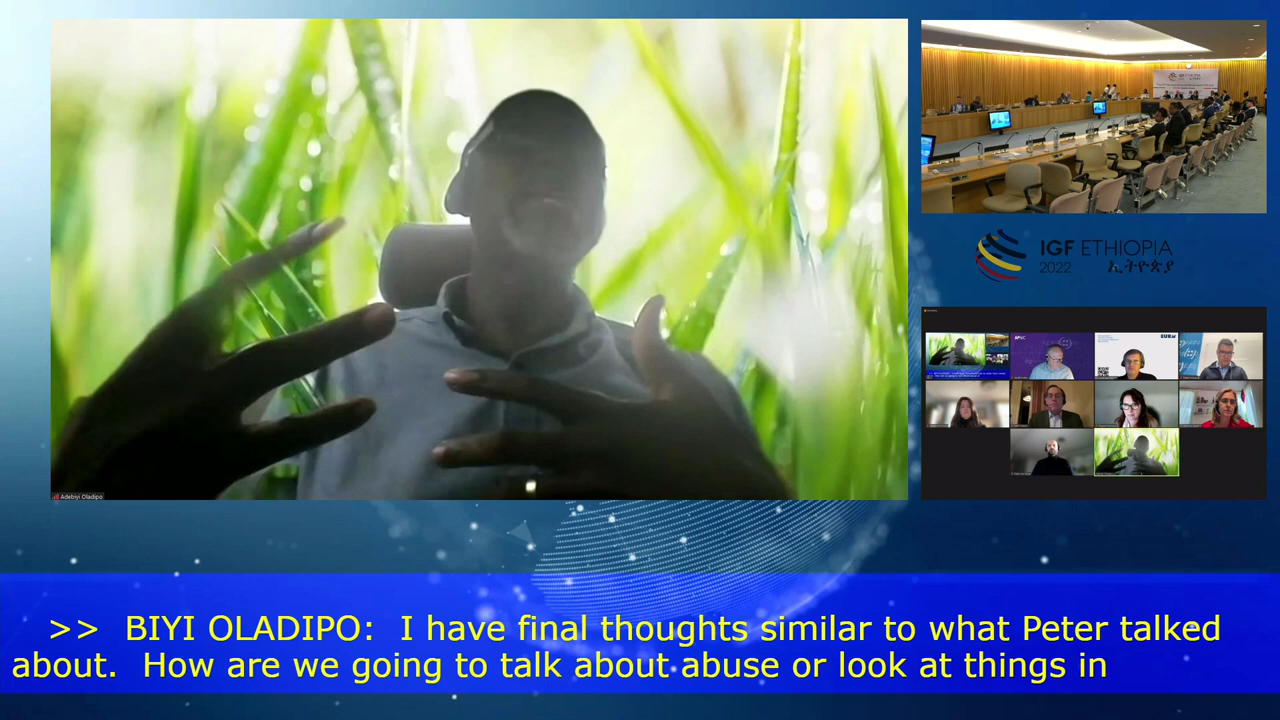 Adebiyi Oladipo
IGF ETHIOPIA
2022 ኢትዮጵያ
>> BIYI OLADIPO: I have final thoughts similar to what Peter talked
about. How are we going to talk about abuse or look at things in